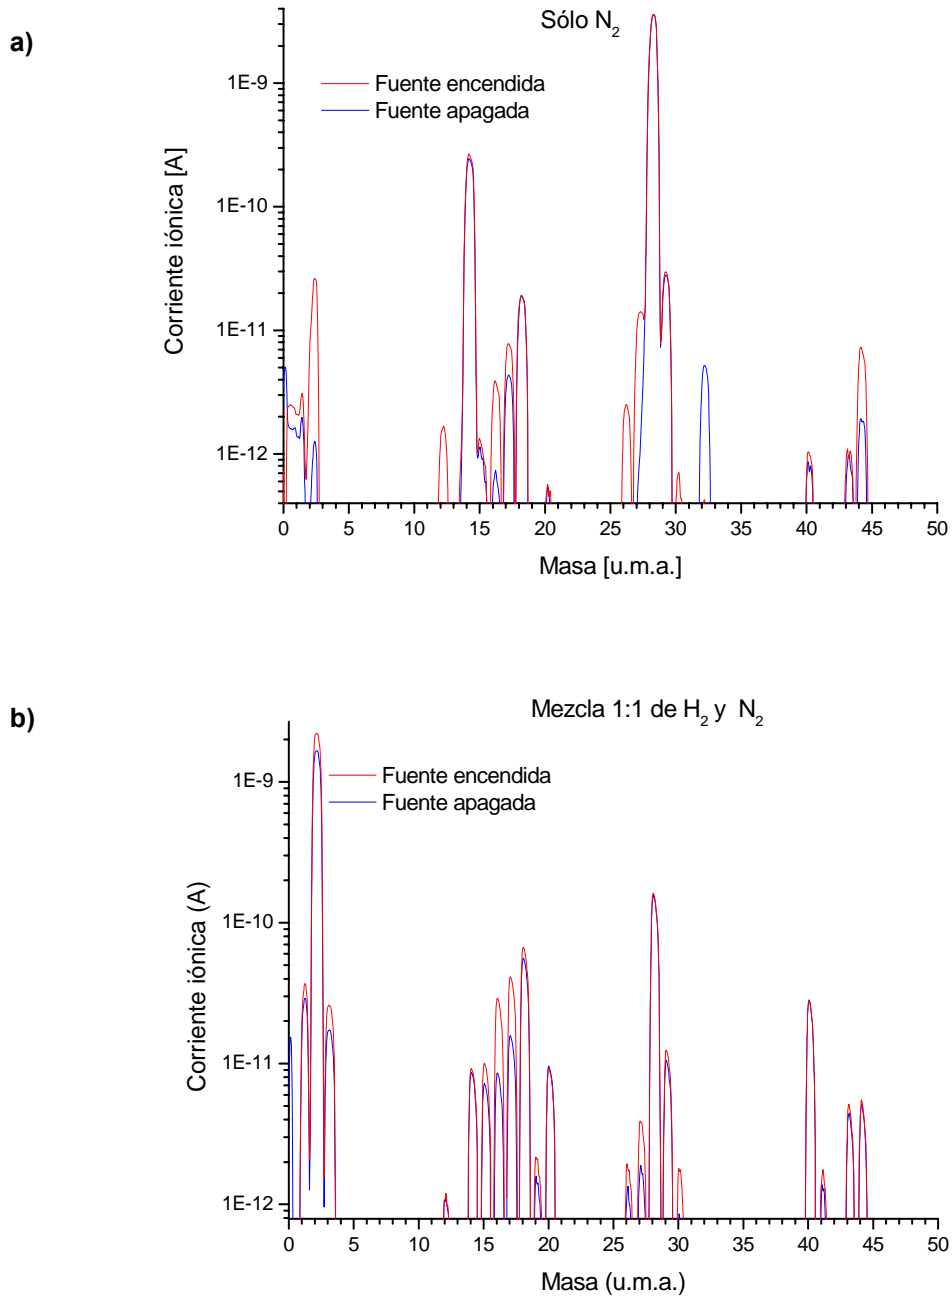 a)
Sólo N₂
Fuente encendida
Fuente apagada
1E-9
1E-10
1E-11
1E-12
Corriente iónica [A]
0 5 10 15 20 25 30 35 40 45 50
Masa [u.m.a.]
b)
Mezcla 1:1 de H₂ y N₂
Fuente encendida
Fuente apagada
1E-9
1E-10
1E-11
1E-12
Corriente iónica (A)
0 5 10 15 20 25 30 35 40 45 50
Masa (u.m.a.)